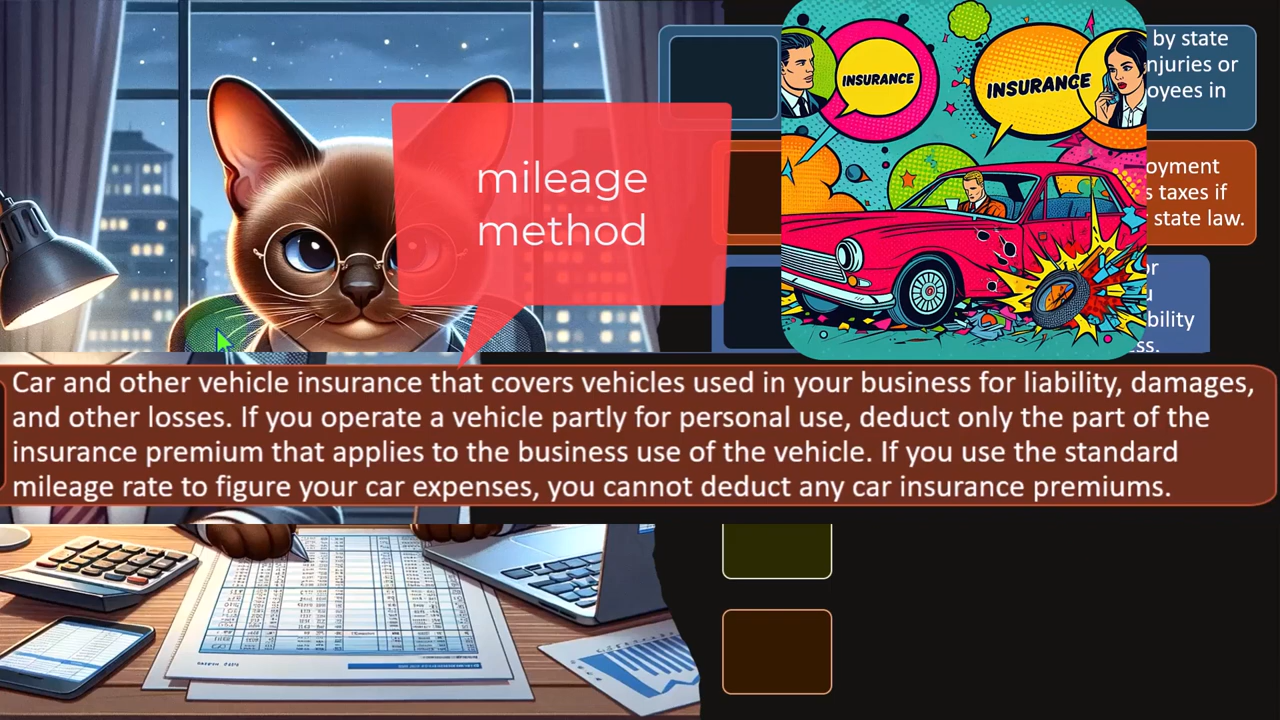 by state
njuries or
oyees in
INSURANCE
INSURANCE
mileage
method
oyment
s taxes if
state law.
or
bility
ss.
Car and other vehicle insurance that covers vehicles used in your business for liability, damages,
and other losses. If you operate a vehicle partly for personal use, deduct only the part of the
insurance premium that applies to the business use of the vehicle. If you use the standard
mileage rate to figure your car expenses, you cannot deduct any car insurance premiums.